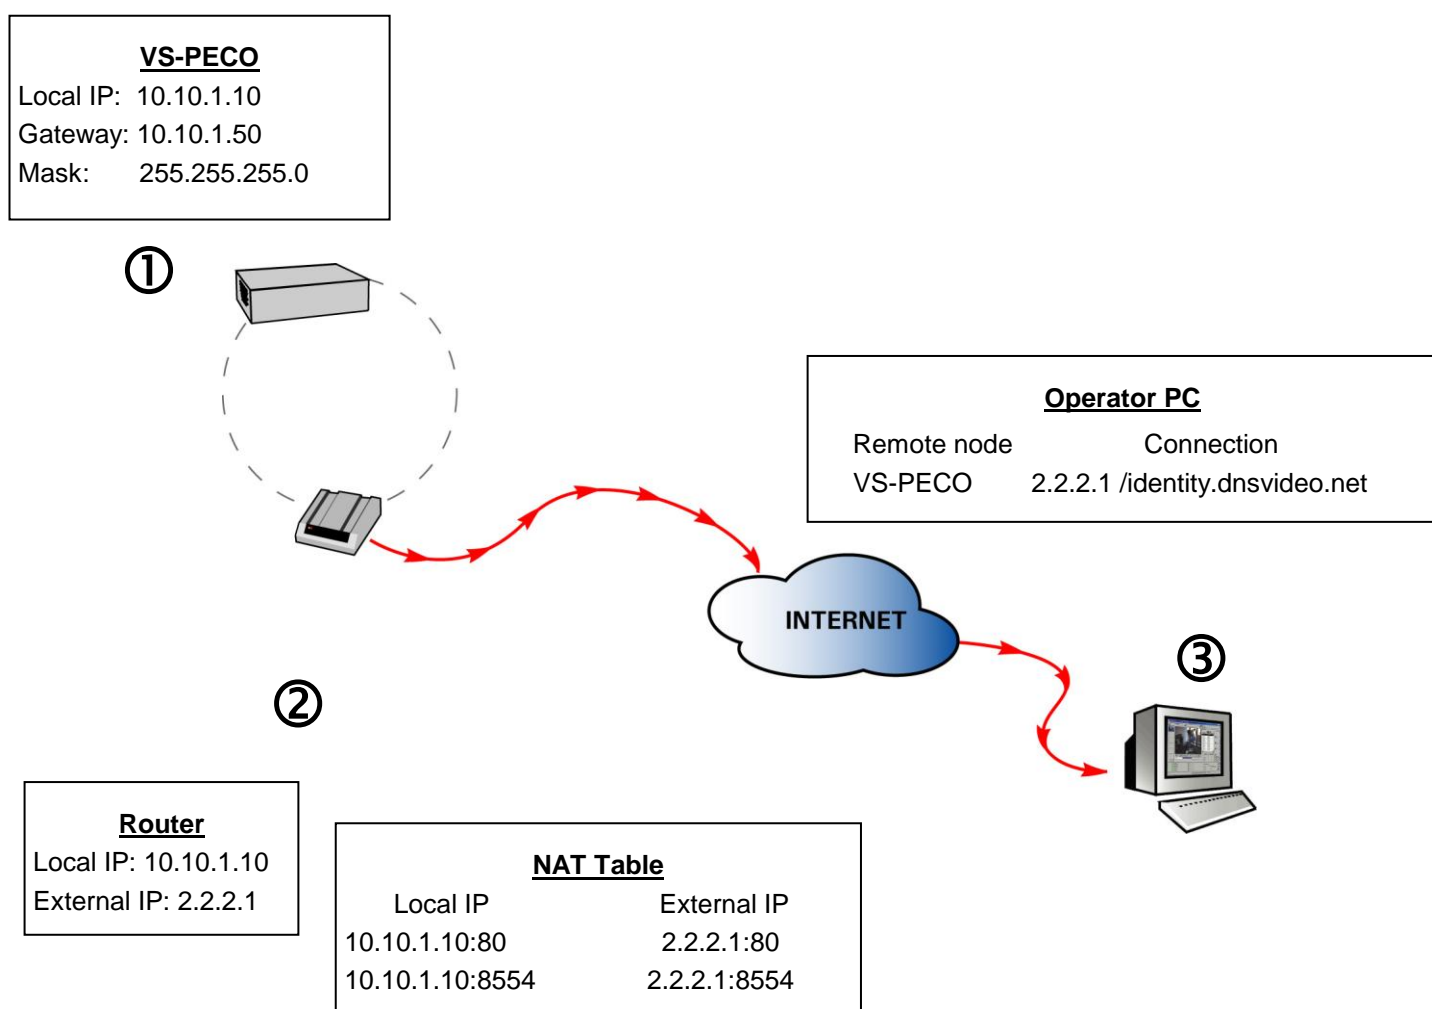 VS-PECO
Local IP: 10.10.1.10
Gateway: 10.10.1.50
Mask: 255.255.255.0
①
Operator PC
Remote node Connection
VS-PECO 2.2.2.1 /identity.dnsvideo.net
INTERNET
③
②
Router
Local IP: 10.10.1.10
External IP: 2.2.2.1
NAT Table
Local IP External IP
10.10.1.10:80 2.2.2.1:80
10.10.1.10:8554 2.2.2.1:8554